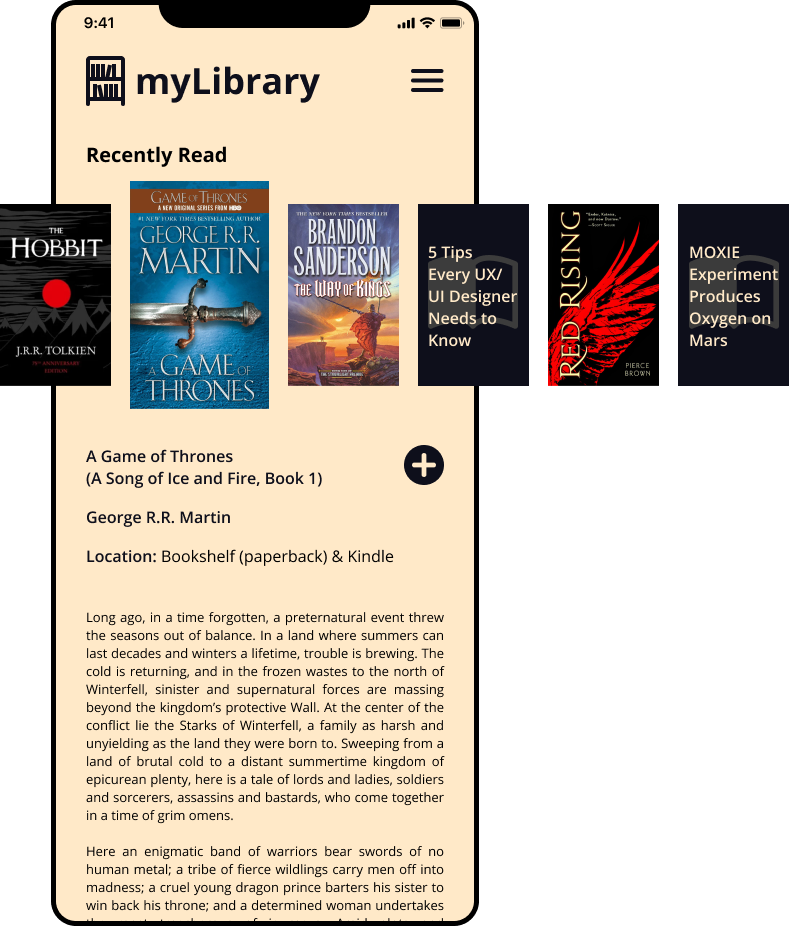 9:41
myLibrary
Recently Read
THE
HOBBIT
J.R.R. TOLKIEN
75TH ANNIVERSARY
EDITION
GAME OF THRONES
A NEW ORIGINAL SERIES FROM HBO
#1 NEW YORK TIMES BESTSELLING AUTHOR
GEORGE R.R.
MARTIN
A GAME OF
THRONES
THE NEW YORK TIMES BESTSELLER
BRANDON
SANDERSON
THE WAY OF KINGS
5 Tips
Every UX/
UI Designer
Needs to
Know
RED RISING
PIERCE
BROWN
MOXIE
Experiment
Produces
Oxygen on
Mars
A Game of Thrones
(A Song of Ice and Fire, Book 1)
George R.R. Martin
Location: Bookshelf (paperback) & Kindle
Long ago, in a time forgotten, a preternatural event threw
the seasons out of balance. In a land where summers can
last decades and winters a lifetime, trouble is brewing. The
cold is returning, and in the frozen wastes to the north of
Winterfell, sinister and supernatural forces are massing
beyond the kingdom’s protective Wall. At the center of the
conflict lie the Starks of Winterfell, a family as harsh and
unyielding as the land they were born to. Sweeping from a
land of brutal cold to a distant summertime kingdom of
epicurean plenty, here is a tale of lords and ladies, soldiers
and sorcerers, assassins and bastards, who come together
in a time of grim omens.
Here an enigmatic band of warriors bear swords of no
human metal; a tribe of fierce wildlings carry men off into
madness; a cruel young dragon prince barters his sister to
win back his throne; and a determined woman undertakes